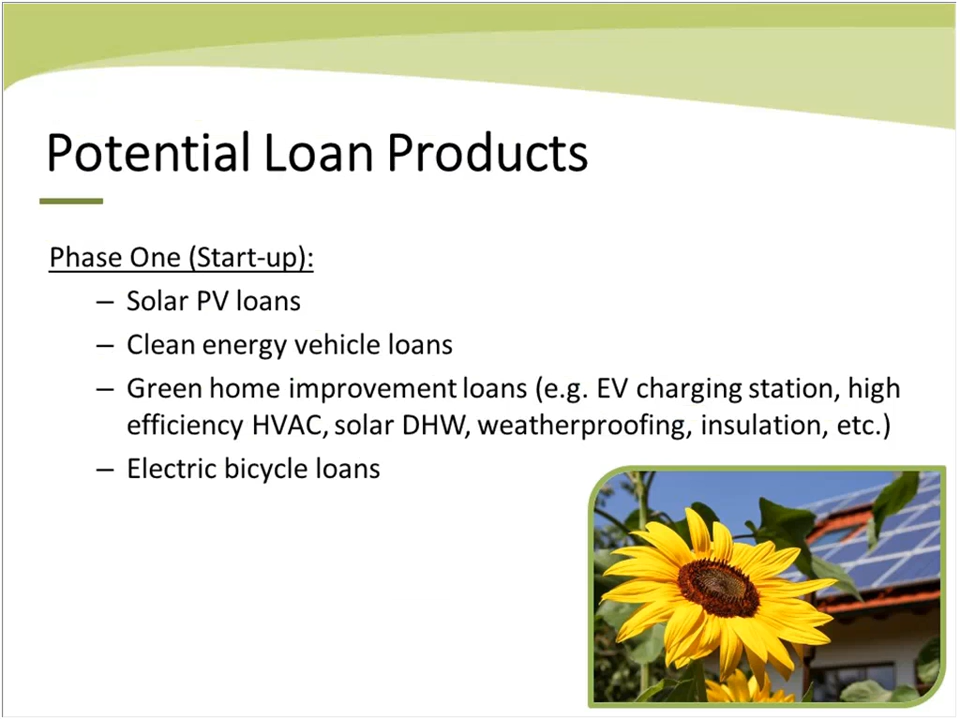 Potential Loan Products
Phase One (Start-up):
– Solar PV loans
– Clean energy vehicle loans
– Green home improvement loans (e.g. EV charging station, high
efficiency HVAC, solar DHW, weatherproofing, insulation, etc.)
– Electric bicycle loans